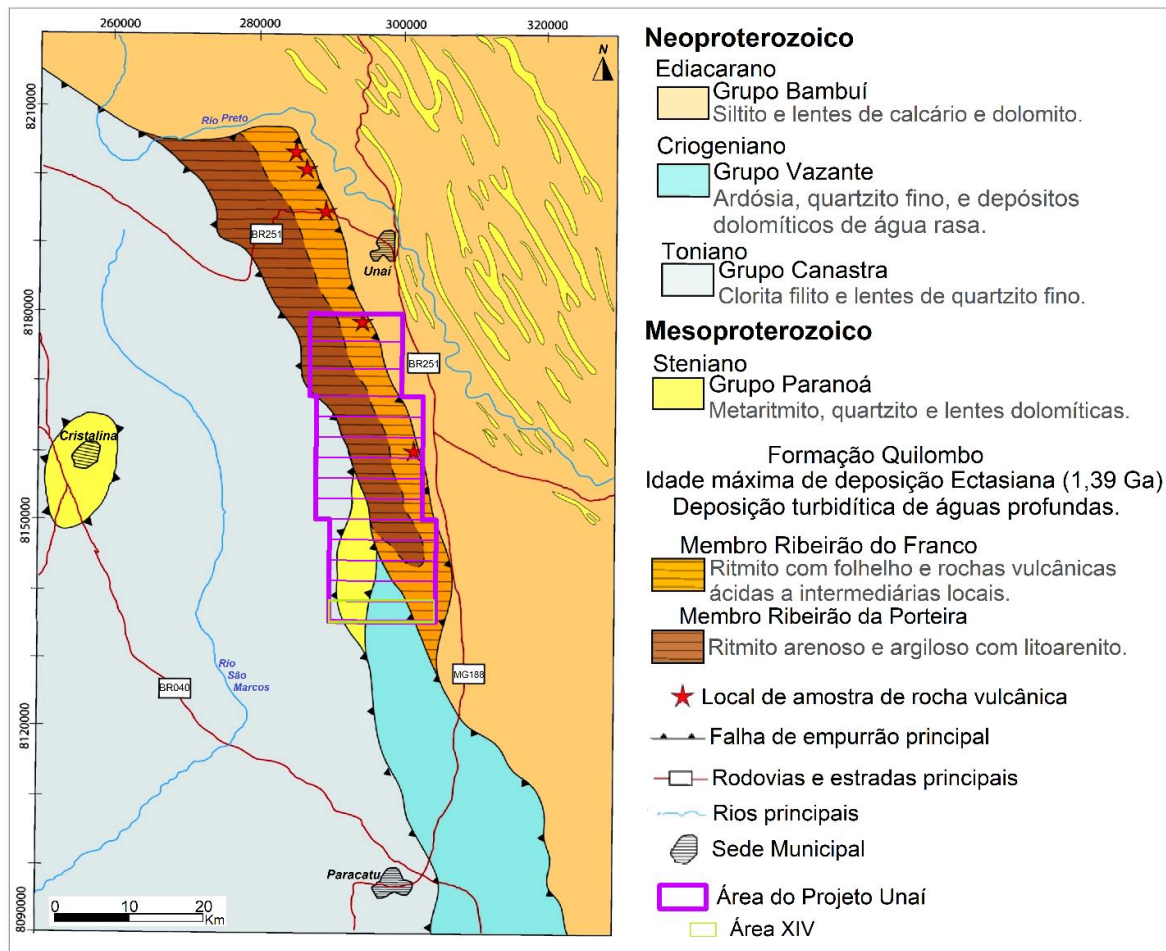 260000
280000
300000
320000
N
8210000
8180000
8150000
8120000
8090000
Rio Preto
BR251
Unaí
BR251
Cristalina
Rio
São
Marcos
BR040
MG188
Paracatu
0 10 20
Km
Neoproterozoico
Ediacarano
Grupo Bambuí
Siltito e lentes de calcário e dolomito.
Criogeniano
Grupo Vazante
Ardósia, quartzito fino, e depósitos
dolomíticos de água rasa.
Toniano
Grupo Canastra
Clorita filito e lentes de quartzito fino.
Mesoproterozoico
Steniano
Grupo Paranoá
Metaritmito, quartzito e lentes dolomíticas.
Formação Quilombo
Idade máxima de deposição Ectasiana (1,39 Ga)
Deposição turbidítica de águas profundas.
Membro Ribeirão do Franco
Ritmito com folhelho e rochas vulcânicas
ácidas a intermediárias locais.
Membro Ribeirão da Porteira
Ritmito arenoso e argiloso com litoarenito.
Local de amostra de rocha vulcânica
Falha de empurrão principal
Rodovias e estradas principais
Rios principais
Sede Municipal
Área do Projeto Unaí
Área XIV